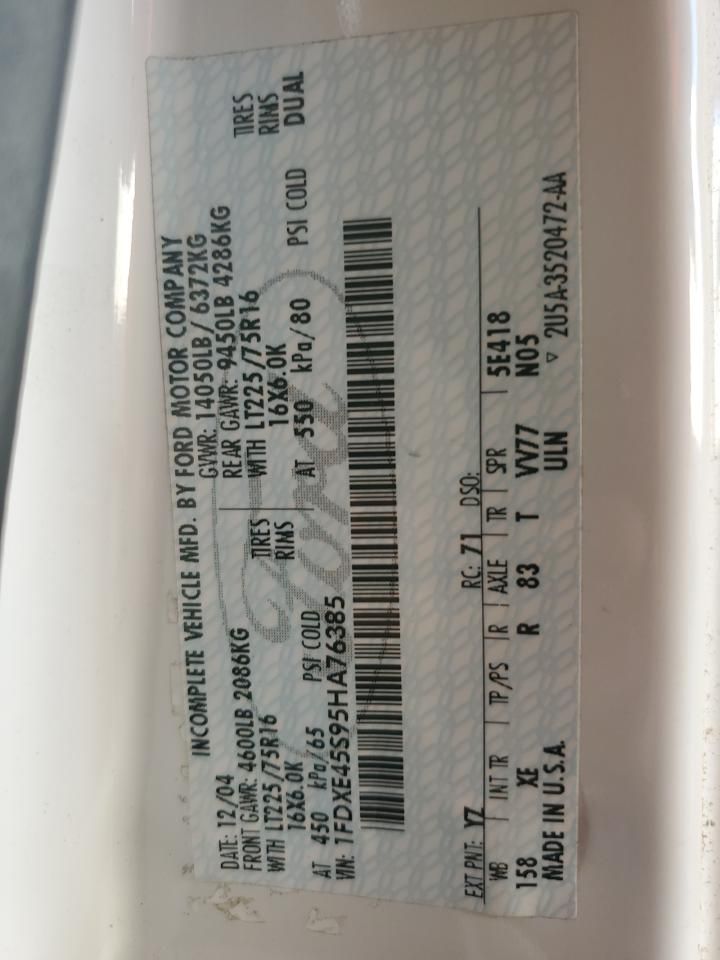 INCOMPLETE VEHICLE MFD. BY FORD MOTOR COMPANY
DATE: 12/04 GVWR: 14050LB/ 6372KG
FRONT GAWR: 4600LB 2086KG REAR GAWR: 9450LB 4286KG
WITH LT225/75R16 TIRES WITH LT225/75R16 TIRES
16X6.0K RIMS 16X6.0K RIMS
AT 450 kPa/65 PSI COLD AT 550 kPa/80 PSI COLD DUAL
VIN: 1FDXE45S95HA76385
Ford
EXT PNT: YZ RC: 71 DSO:
WB INT TR TP/PS R AXLE TR SPR 5E418
158 XE R 83 T VV77 N05
MADE IN U.S.A. ULN ▽ 2U5A-3520472-AA